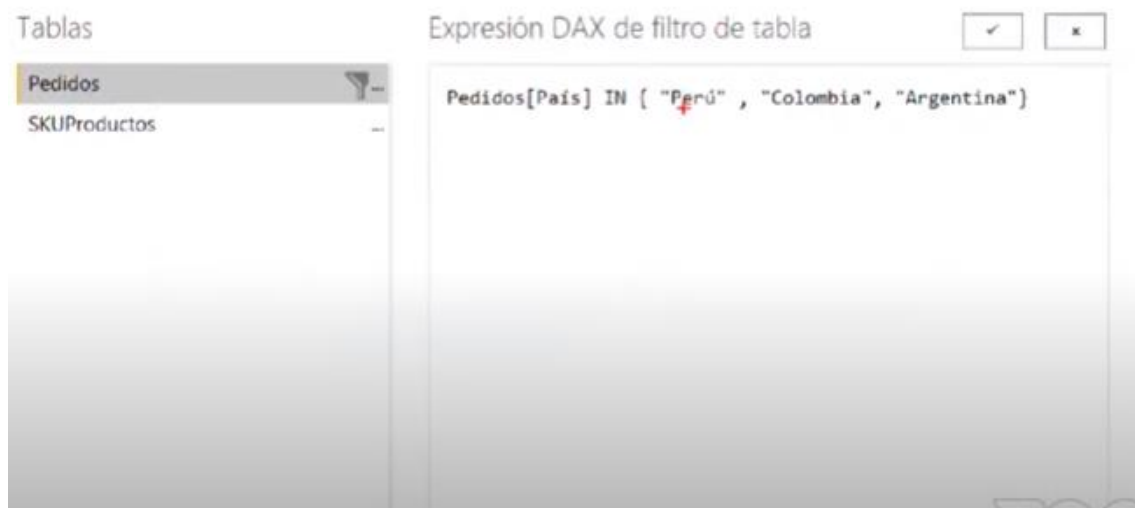 Tablas
Expresión DAX de filtro de tabla
Pedidos
SKUProductos
Pedidos[País] IN { "Perú" , "Colombia", "Argentina"}